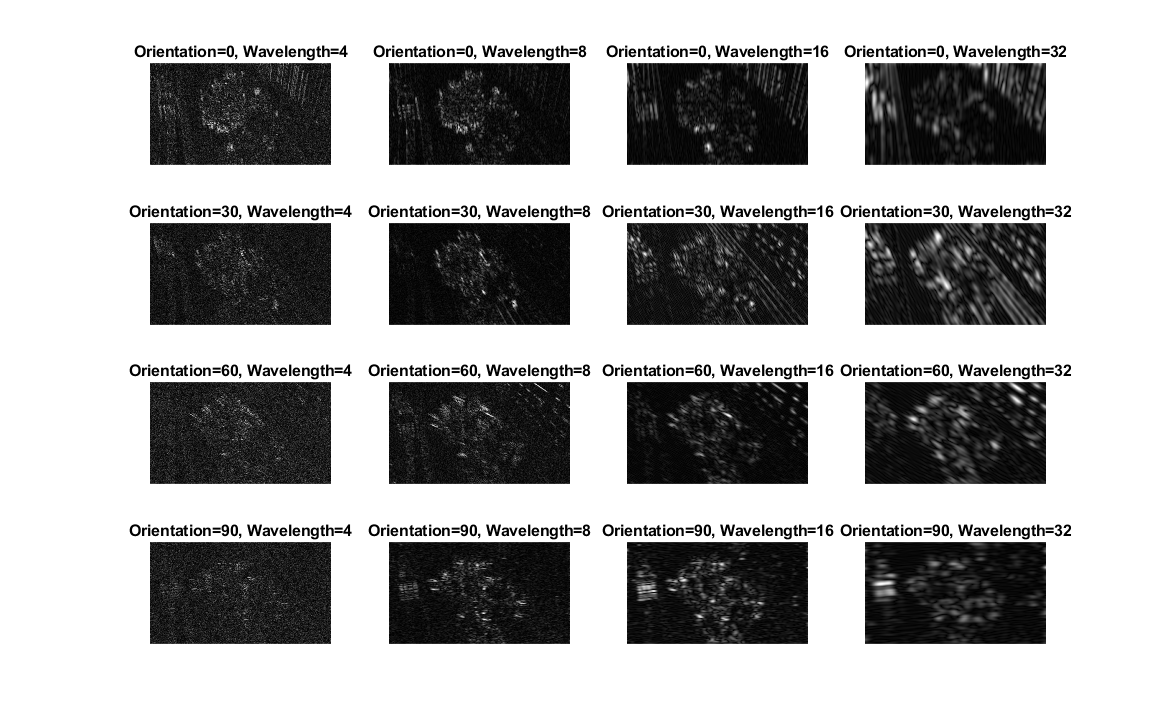 Orientation=0, Wavelength=4
Orientation=0, Wavelength=8
Orientation=0, Wavelength=16
Orientation=0, Wavelength=32
Orientation=30, Wavelength=4
Orientation=30, Wavelength=8
Orientation=30, Wavelength=16
Orientation=30, Wavelength=32
Orientation=60, Wavelength=4
Orientation=60, Wavelength=8
Orientation=60, Wavelength=16
Orientation=60, Wavelength=32
Orientation=90, Wavelength=4
Orientation=90, Wavelength=8
Orientation=90, Wavelength=16
Orientation=90, Wavelength=32